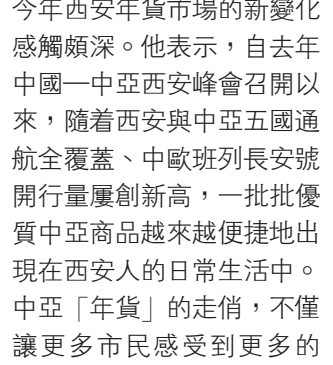 今年西安年貨市場的新變化
感觸頗深。他表示，自去年
中國—中亞西安峰會召開以
來，隨着西安與中亞五國通
航全覆蓋、中歐班列長安號
開行量屢創新高，一批批優
質中亞商品越來越便捷地出
現在西安人的日常生活中。
中亞「年貨」的走俏，不僅
讓更多市民感受到更多的